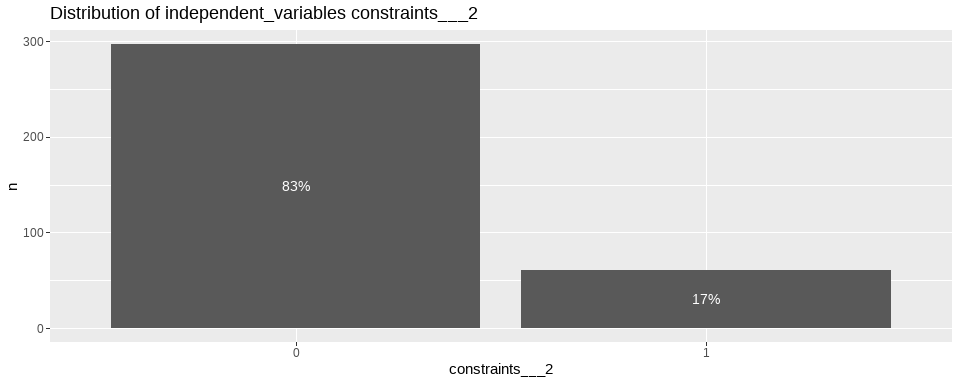 Distribution of independent_variables constraints___2
300
200
100
0
n
83%
17%
0
1
constraints___2